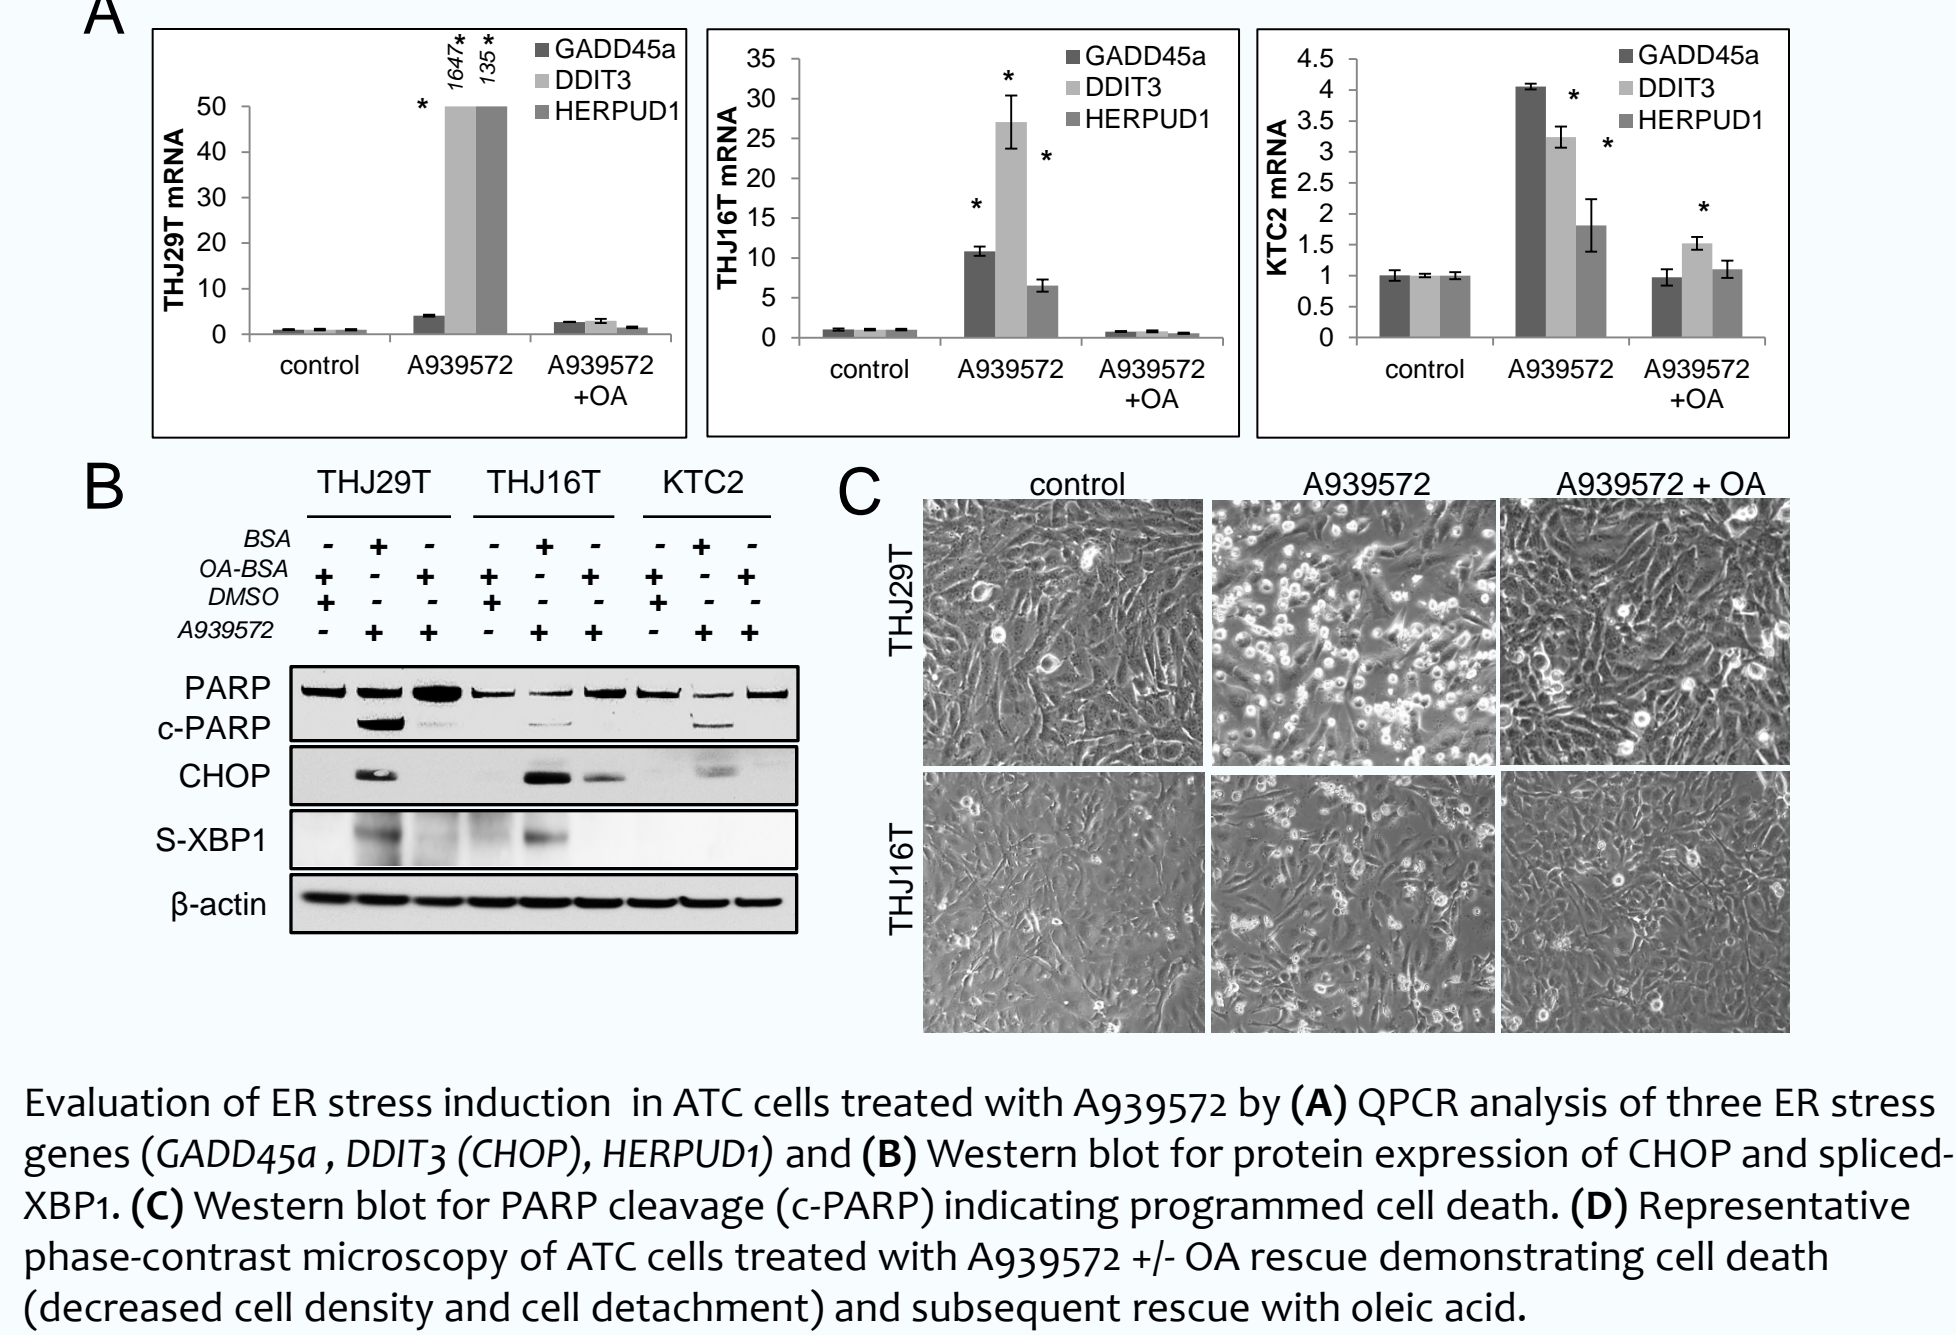 A
THJ29T mRNA
50
40
30
20
10
0
1647*
135 *
*
GADD45a
DDIT3
HERPUD1
control
A939572
A939572
+OA
THJ16T mRNA
35
30
25
20
15
10
5
0
*
*
*
GADD45a
DDIT3
HERPUD1
control
A939572
A939572
+OA
KTC2 mRNA
4.5
4
3.5
3
2.5
2
1.5
1
0.5
0
*
*
*
GADD45a
DDIT3
HERPUD1
control
A939572
A939572
+OA
B
THJ29T THJ16T KTC2
BSA - + - - + - - + -
OA-BSA + - + + - + + - +
DMSO + - - + - - + - -
A939572 - + + - + + - + +
PARP
c-PARP
CHOP
S-XBP1
β-actin
C
control A939572 A939572 + OA
THJ29T
THJ16T
Evaluation of ER stress induction in ATC cells treated with A939572 by (A) QPCR analysis of three ER stress
genes (GADD45a , DDIT3 (CHOP), HERPUD1) and (B) Western blot for protein expression of CHOP and spliced-
XBP1. (C) Western blot for PARP cleavage (c-PARP) indicating programmed cell death. (D) Representative
phase-contrast microscopy of ATC cells treated with A939572 +/- OA rescue demonstrating cell death
(decreased cell density and cell detachment) and subsequent rescue with oleic acid.